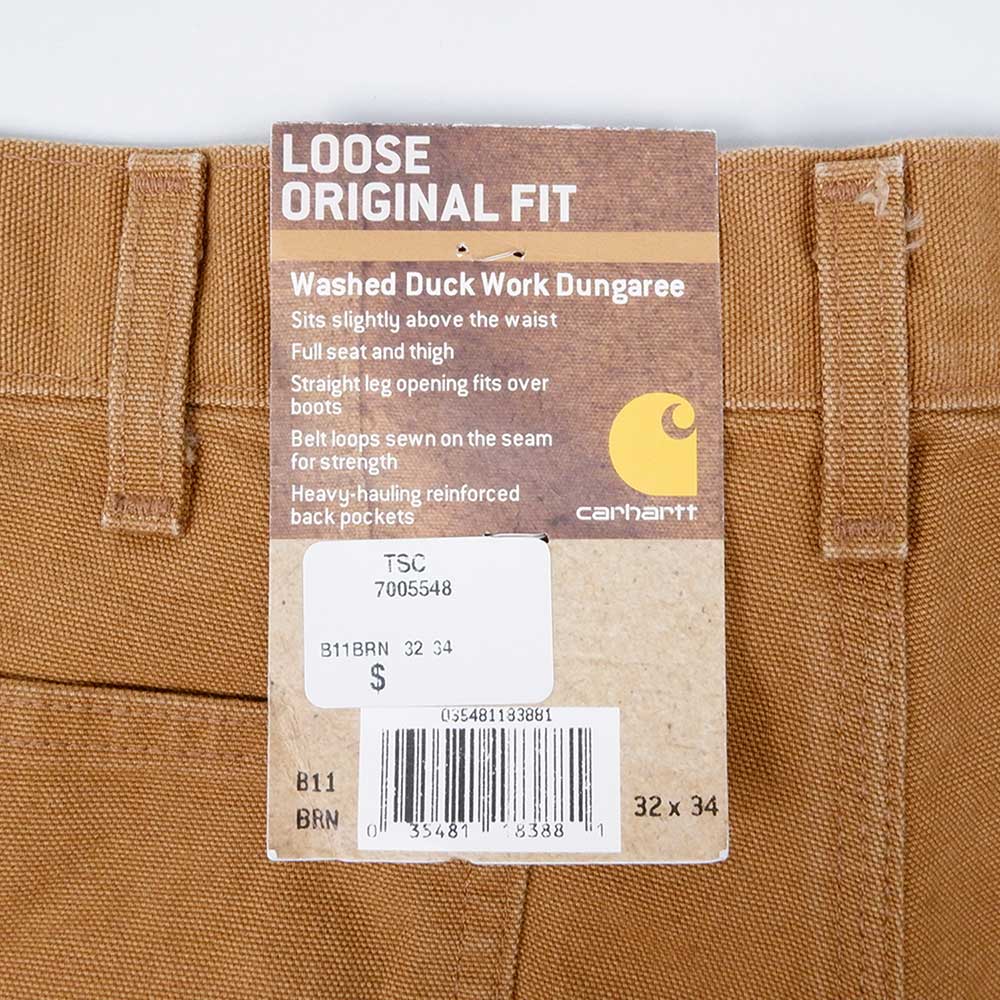 LOOSE
ORIGINAL FIT
Washed Duck Work Dungaree
Sits slightly above the waist
Full seat and thigh
Straight leg opening fits over
boots
Belt loops sewn on the seam
for strength
Heavy-hauling reinforced
back pockets
carhartt
TSC
7005548
B11BRN 32 34
$
035481183881
B11
BRN
0 35481 18388 1
32 x 34